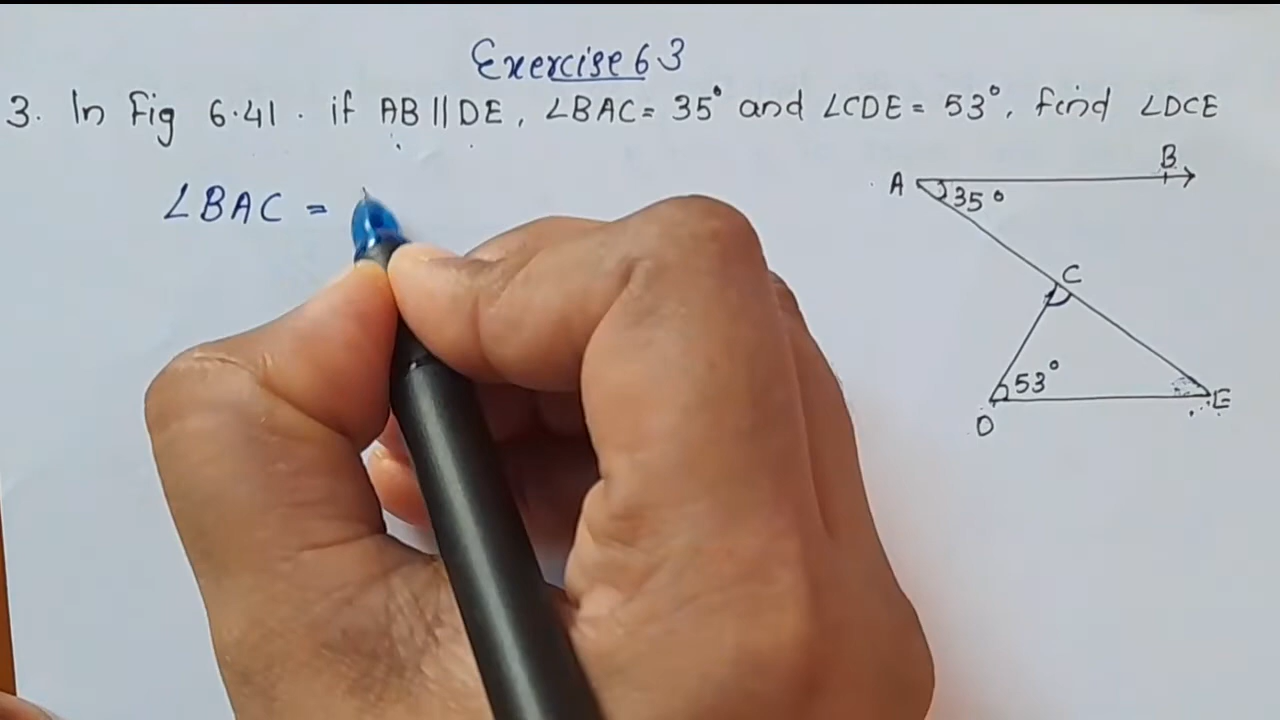 Exercise 6 3
3. In Fig 6.41. if AB || DE, ∠BAC = 35° and ∠CDE = 53°, find ∠DCE
∠BAC =
A
B
35°
C
53°
D
E